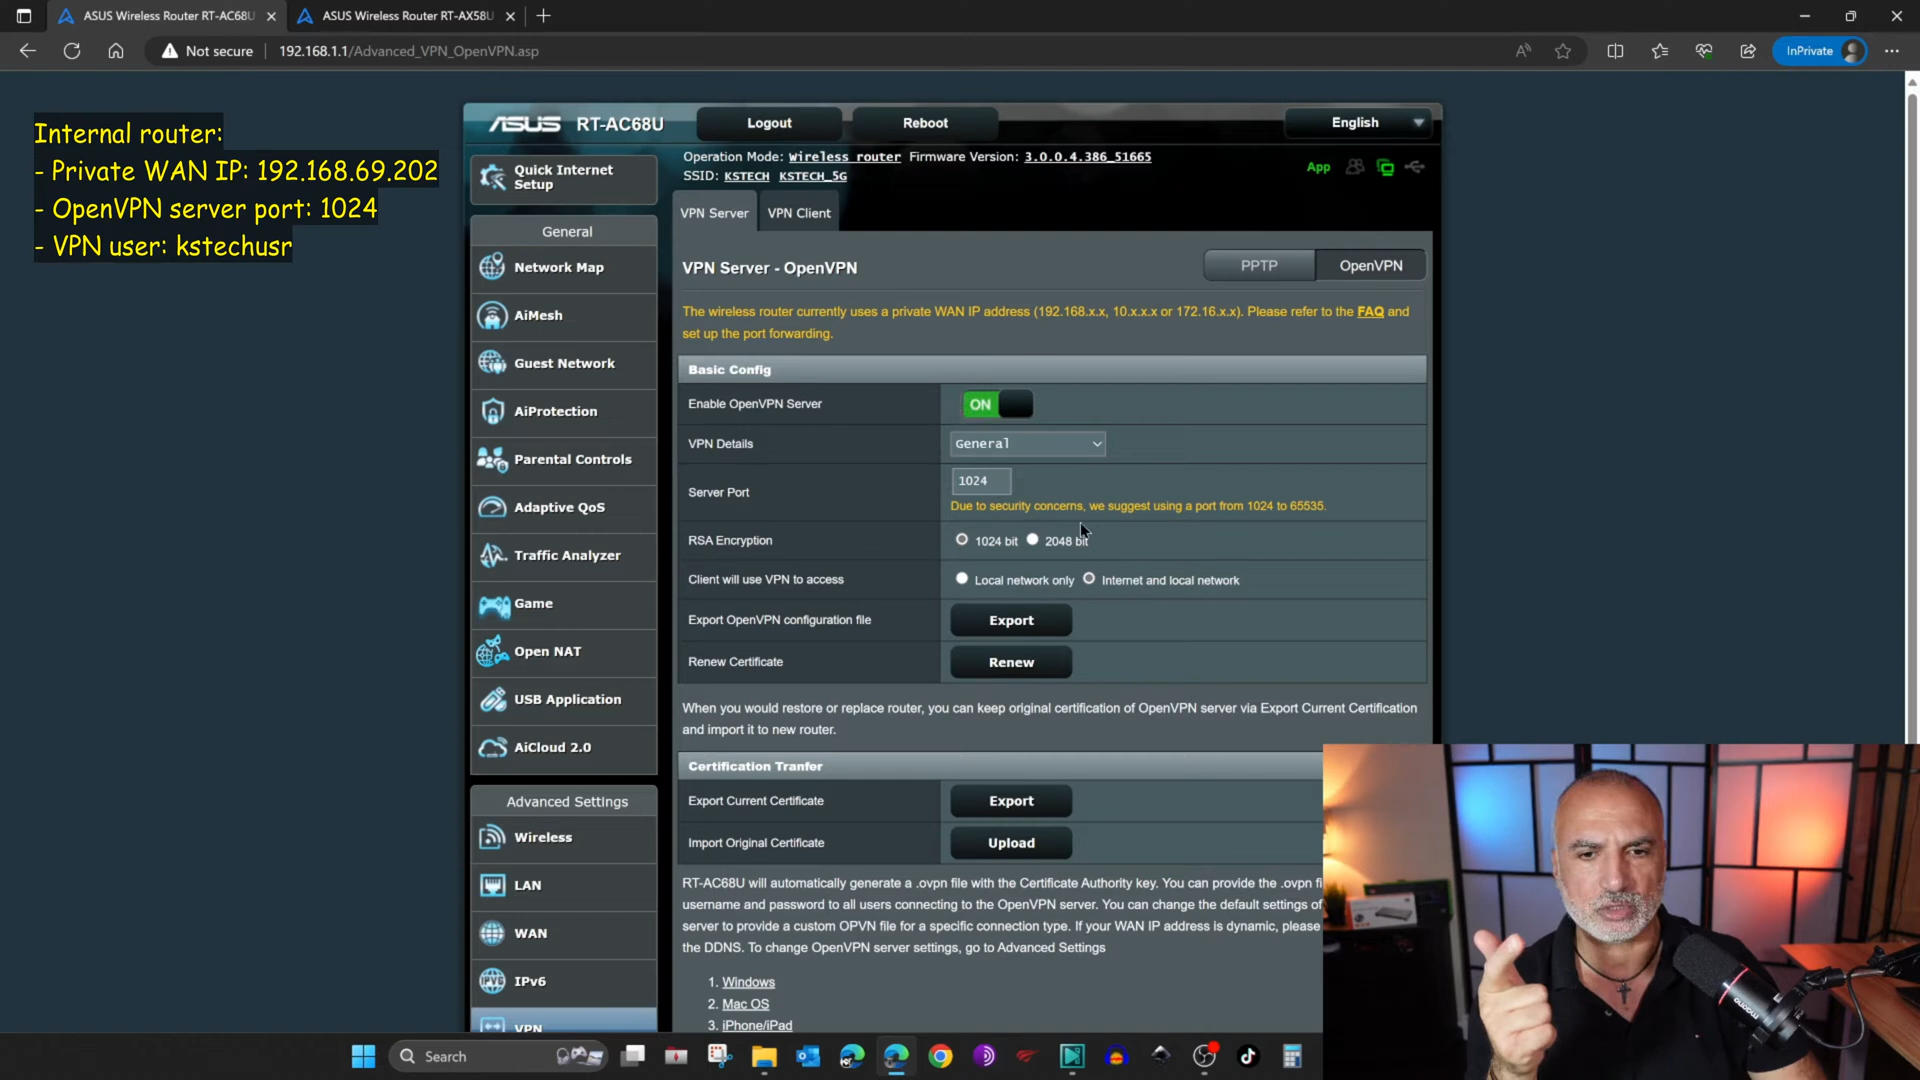 ASUS Wireless Router RT-AC68U
ASUS Wireless Router RT-AX58U
Not secure
192.168.1.1/Advanced_VPN_OpenVPN.asp
InPrivate
Internal router:
- Private WAN IP: 192.168.69.202
- OpenVPN server port: 1024
- VPN user: kstechusr
ASUS RT-AC68U
Logout
Reboot
English
Quick Internet
Setup
Operation Mode: Wireless router Firmware Version: 3.0.0.4.386_51665
SSID: KSTECH KSTECH_5G
App
General
Network Map
AiMesh
Guest Network
AiProtection
Parental Controls
Adaptive QoS
Traffic Analyzer
Game
Open NAT
USB Application
AiCloud 2.0
Advanced Settings
Wireless
LAN
WAN
IPv6
VPN
VPN Server
VPN Client
VPN Server - OpenVPN
PPTP
OpenVPN
The wireless router currently uses a private WAN IP address (192.168.x.x, 10.x.x.x or 172.16.x.x). Please refer to the FAQ and
set up the port forwarding.
Basic Config
Enable OpenVPN Server
ON
VPN Details
General
Server Port
1024
Due to security concerns, we suggest using a port from 1024 to 65535.
RSA Encryption
1024 bit
2048 bit
Client will use VPN to access
Local network only
Internet and local network
Export OpenVPN configuration file
Export
Renew Certificate
Renew
When you would restore or replace router, you can keep original certification of OpenVPN server via Export Current Certification
and import it to new router.
Certification Tranfer
Export Current Certificate
Export
Import Original Certificate
Upload
RT-AC68U will automatically generate a .ovpn file with the Certificate Authority key. You can provide the .ovpn
username and password to all users connecting to the OpenVPN server. You can change the default settings of
server to provide a custom OPVN file for a specific connection type. If your WAN IP address is dynamic, please
the DDNS. To change OpenVPN server settings, go to Advanced Settings
1. Windows
2. Mac OS
3. iPhone/iPad
Search